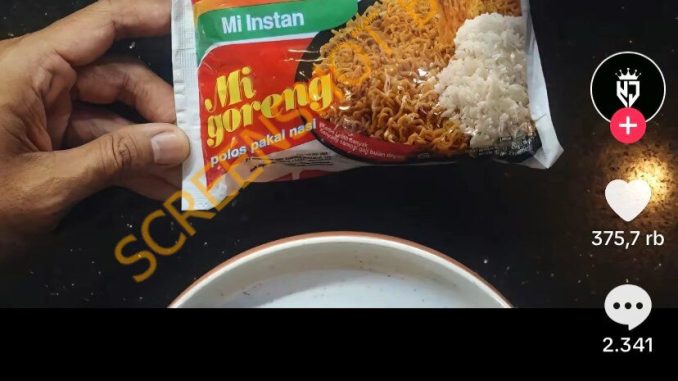 Mi Instan
Mi
goreng
polos pakai nasi
SCREENSHOT
375,7 rb
2.341